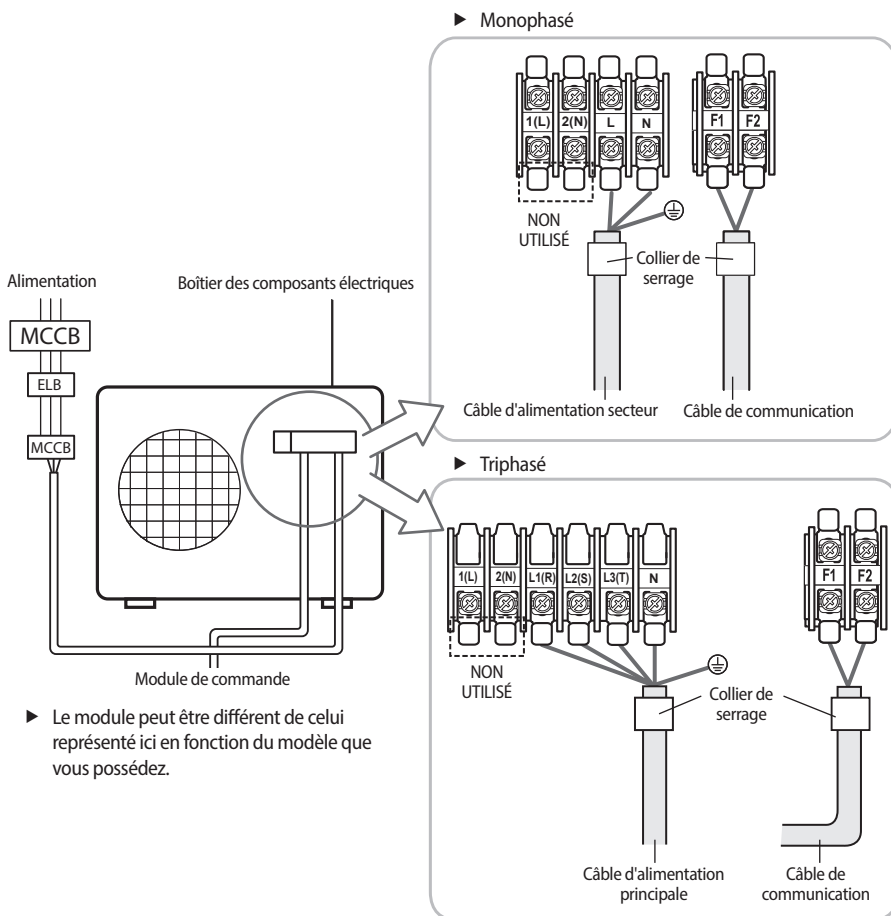 ► Monophasé
1(L) 2(N) L N
F1 F2
NON
UTILISÉ
Collier de
serrage
Câble d'alimentation secteur
Câble de communication
Alimentation
MCCB
ELB
MCCB
Boîtier des composants électriques
Module de commande
► Le module peut être différent de celui
représenté ici en fonction du modèle que
vous possédez.
► Triphasé
1(L) 2(N) L1(R) L2(S) L3(T) N
F1 F2
NON
UTILISÉ
Collier de
serrage
Câble d'alimentation
principale
Câble de
communication